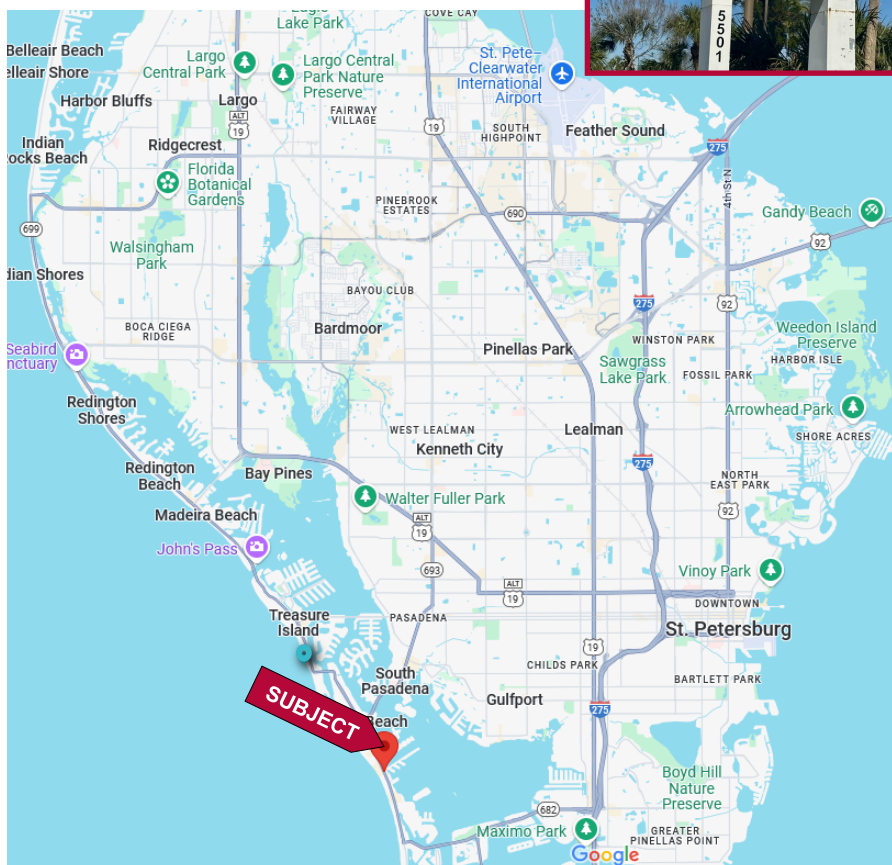 COVE CAY
Eagle
Lake Park
Belleair Beach
elleair Shore
Largo
Central Park
Largo Central
Park Nature
Preserve
St. Pete–
Clearwater
International
Airport
5501
Harbor Bluffs
Largo
ALT
19
FAIRWAY
VILLAGE
19
SOUTH
HIGHPOINT
Feather Sound
275
Indian
ocks Beach
Ridgecrest
Florida
Botanical
Gardens
4th St N
PINEBROOK
ESTATES
690
Gandy Beach
699
92
Walsingham
Park
dian Shores
BAYOU CLUB
275
92
BOCA CIEGA
RIDGE
Bardmoor
Seabird
nctuary
Pinellas Park
WINSTON PARK
Weedon Island
Preserve
Sawgrass
Lake Park
HARBOR ISLE
FOSSIL PARK
Redington
Shores
Arrowhead Park
WEST LEALMAN
Lealman
SHORE ACRES
Kenneth City
275
Redington
Beach
Bay Pines
NORTH
EAST PARK
Walter Fuller Park
92
Madeira Beach
ALT
19
John's Pass
693
Vinoy Park
ALT
19
DOWNTOWN
Treasure
Island
PASADENA
St. Petersburg
19
CHILDS PARK
South
Pasadena
BARTLETT PARK
SUBJECT
Gulfport
275
Beach
Boyd Hill
Nature
Preserve
682
Maximo Park
GREATER
PINELLAS POINT
Google